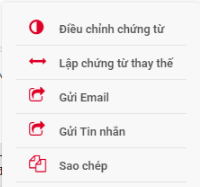 Điều chỉnh chứng từ
Lập chứng từ thay thế
Gửi Email
Gửi Tin nhắn
Sao chép